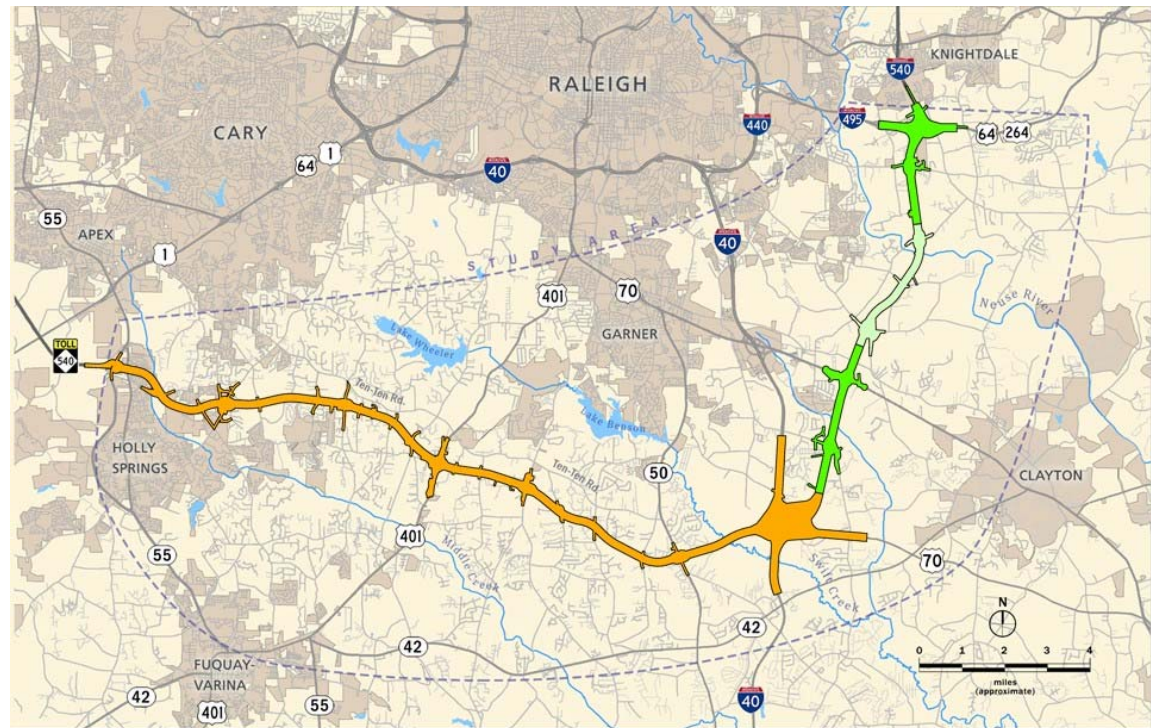 KNIGHTDALE
540
RALEIGH
495
440
64 264
CARY
1
64
40
55
STUDY AREA
40
APEX
1
401
70
Neuse River
GARNER
Lake Wheeler
TOLL
540
Ten-Ten Rd.
Lake Benson
HOLLY
SPRINGS
Ten-Ten Rd.
50
CLAYTON
401
55
Middle Creek
Swift Creek
70
N
42
42
0 1 2 3 4
miles
(approximate)
FUQUAY-
VARINA
42
401
55
40